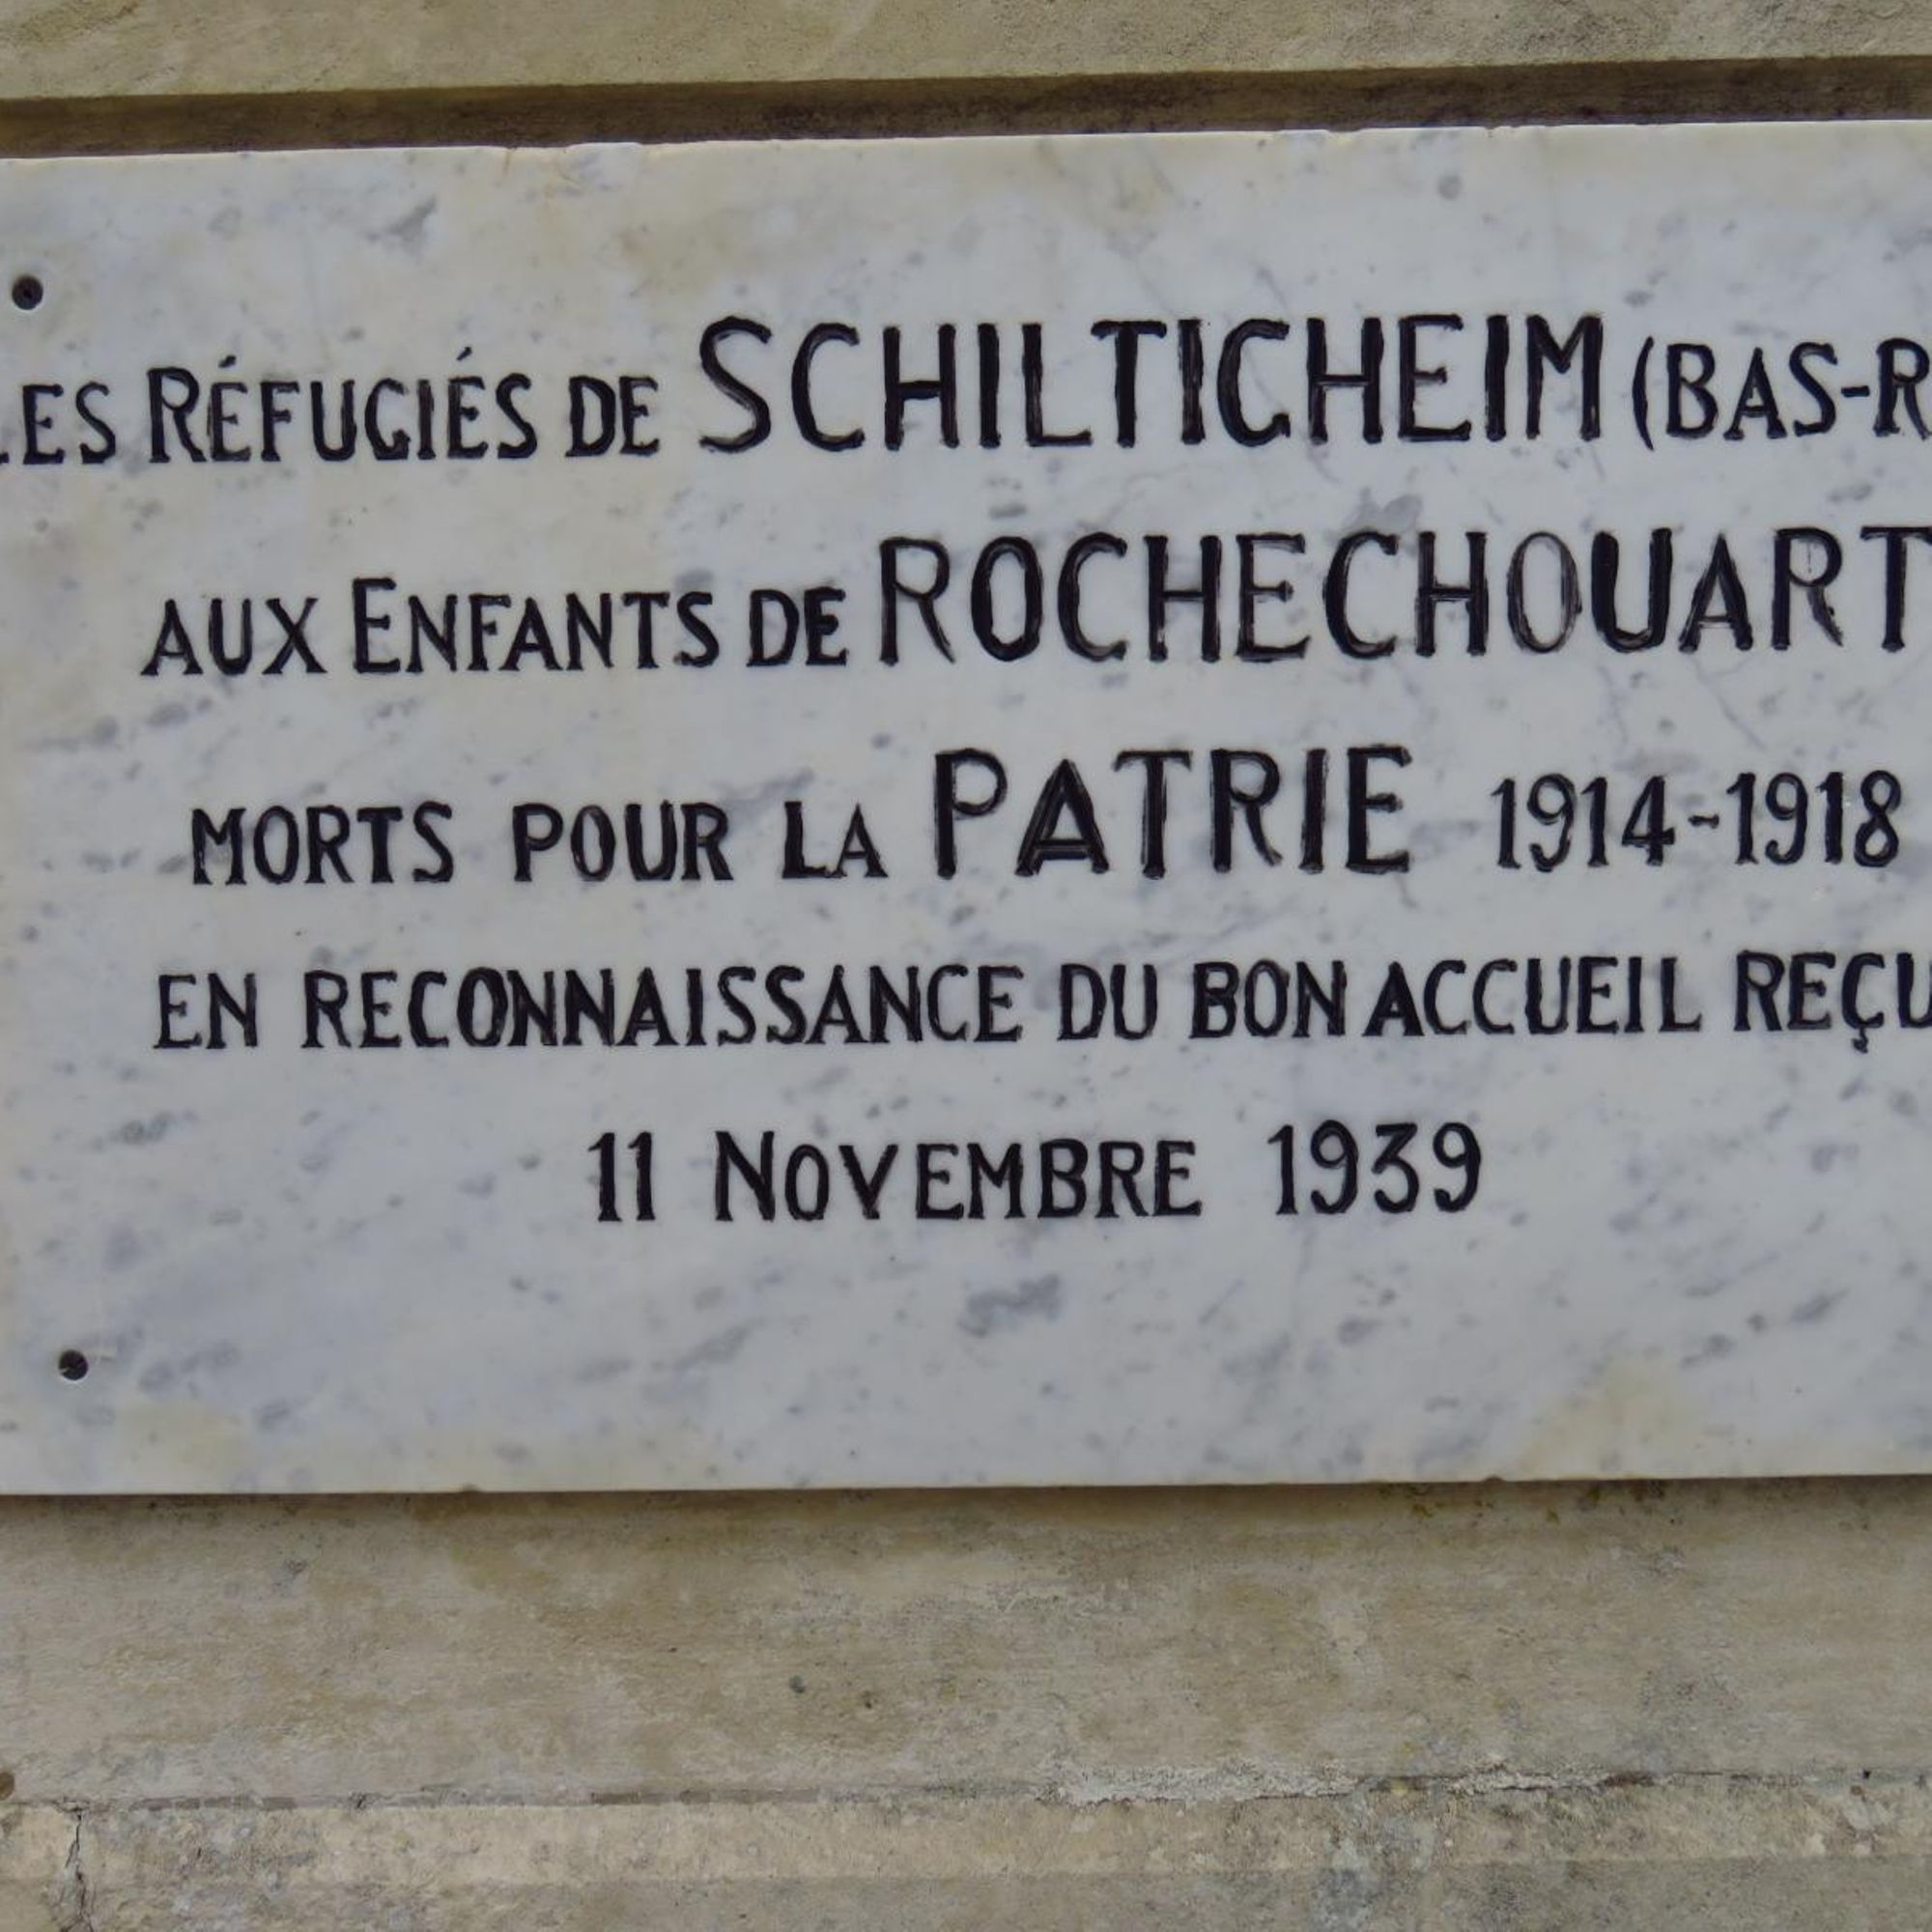 LES RÉFUGIÉS DE SCHILTIGHEIM (BAS-R
AUX ENFANTS DE ROCHECHOUART
MORTS POUR LA PATRIE 1914-1918
EN RECONNAISSANCE DU BON ACCUEIL REÇU
11 NOVEMBRE 1939